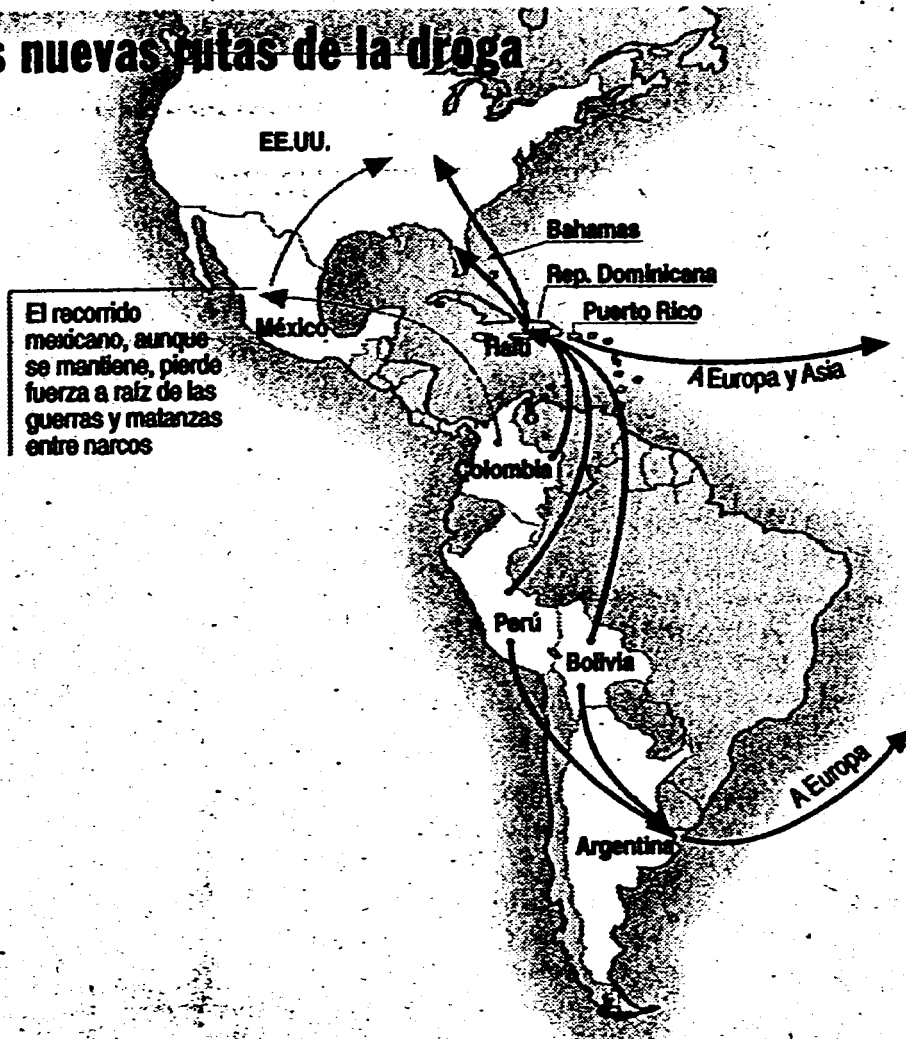 s nuevas rutas de la droga
EE.UU.
Bahamas
Rep. Dominicana
Puerto Rico
El recorrido
mexicano, aunque
se mantiene, pierde
fuerza a raíz de las
guerras y matanzas
entre narcos
México
Haití
A Europa y Asia
Colombia
Perú
Bolivia
A Europa
Argentina